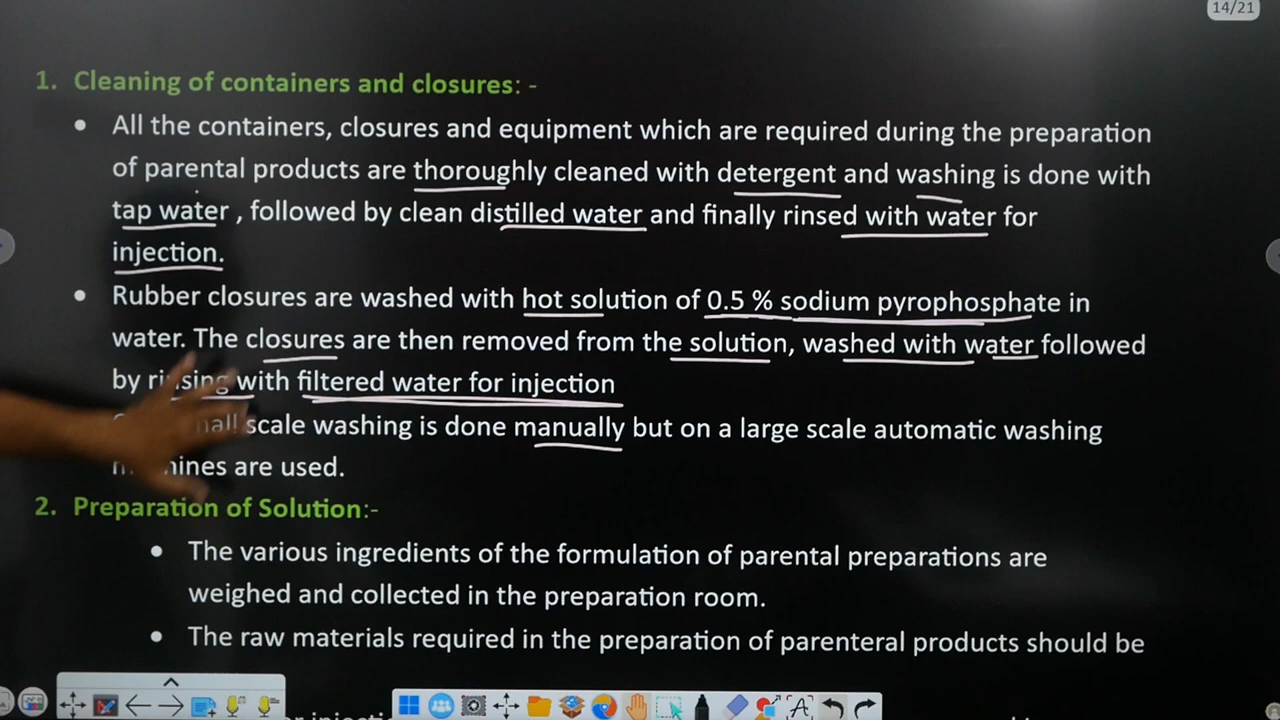 14/21
1. Cleaning of containers and closures: -
• All the containers, closures and equipment which are required during the preparation
of parental products are thoroughly cleaned with detergent and washing is done with
tap water , followed by clean distilled water and finally rinsed with water for
injection.
• Rubber closures are washed with hot solution of 0.5 % sodium pyrophosphate in
water. The closures are then removed from the solution, washed with water followed
by rinsing with filtered water for injection
scale washing is done manually but on a large scale automatic washing
are used.
2. Preparation of Solution:-
• The various ingredients of the formulation of parental preparations are
weighed and collected in the preparation room.
• The raw materials required in the preparation of parenteral products should be